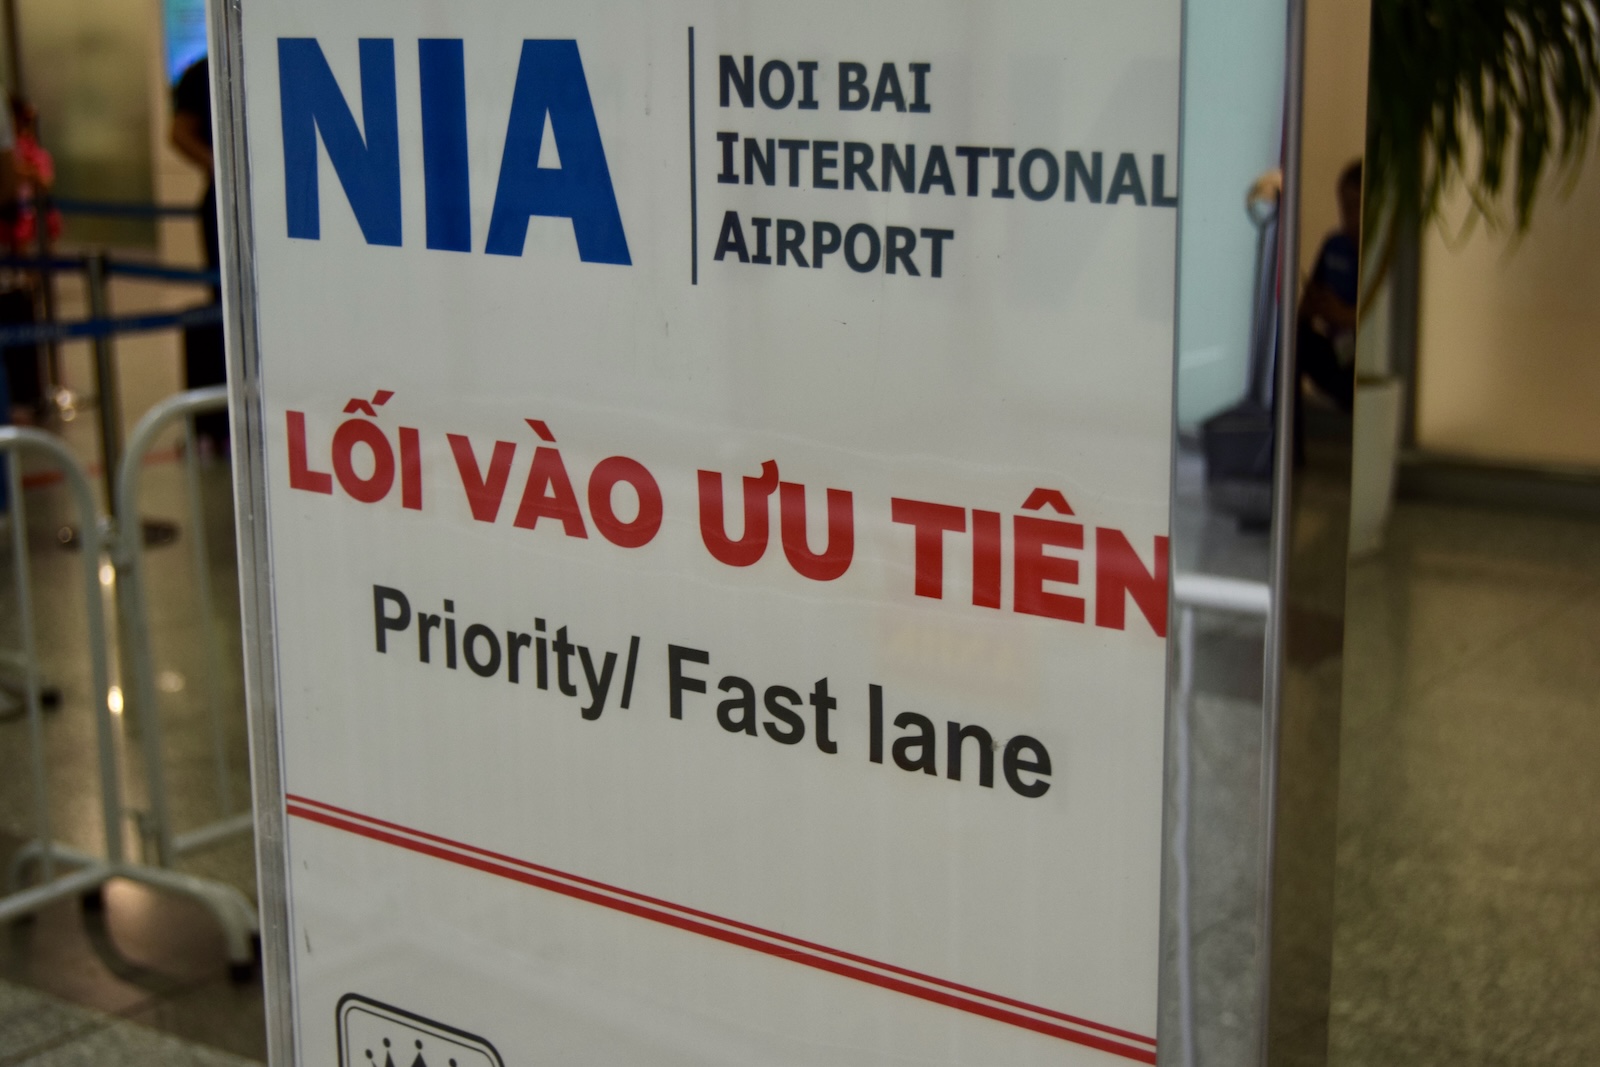 NIA
NOI BAI
INTERNATIONAL
AIRPORT
LỐI VÀO ƯU TIÊN
Priority/ Fast lane